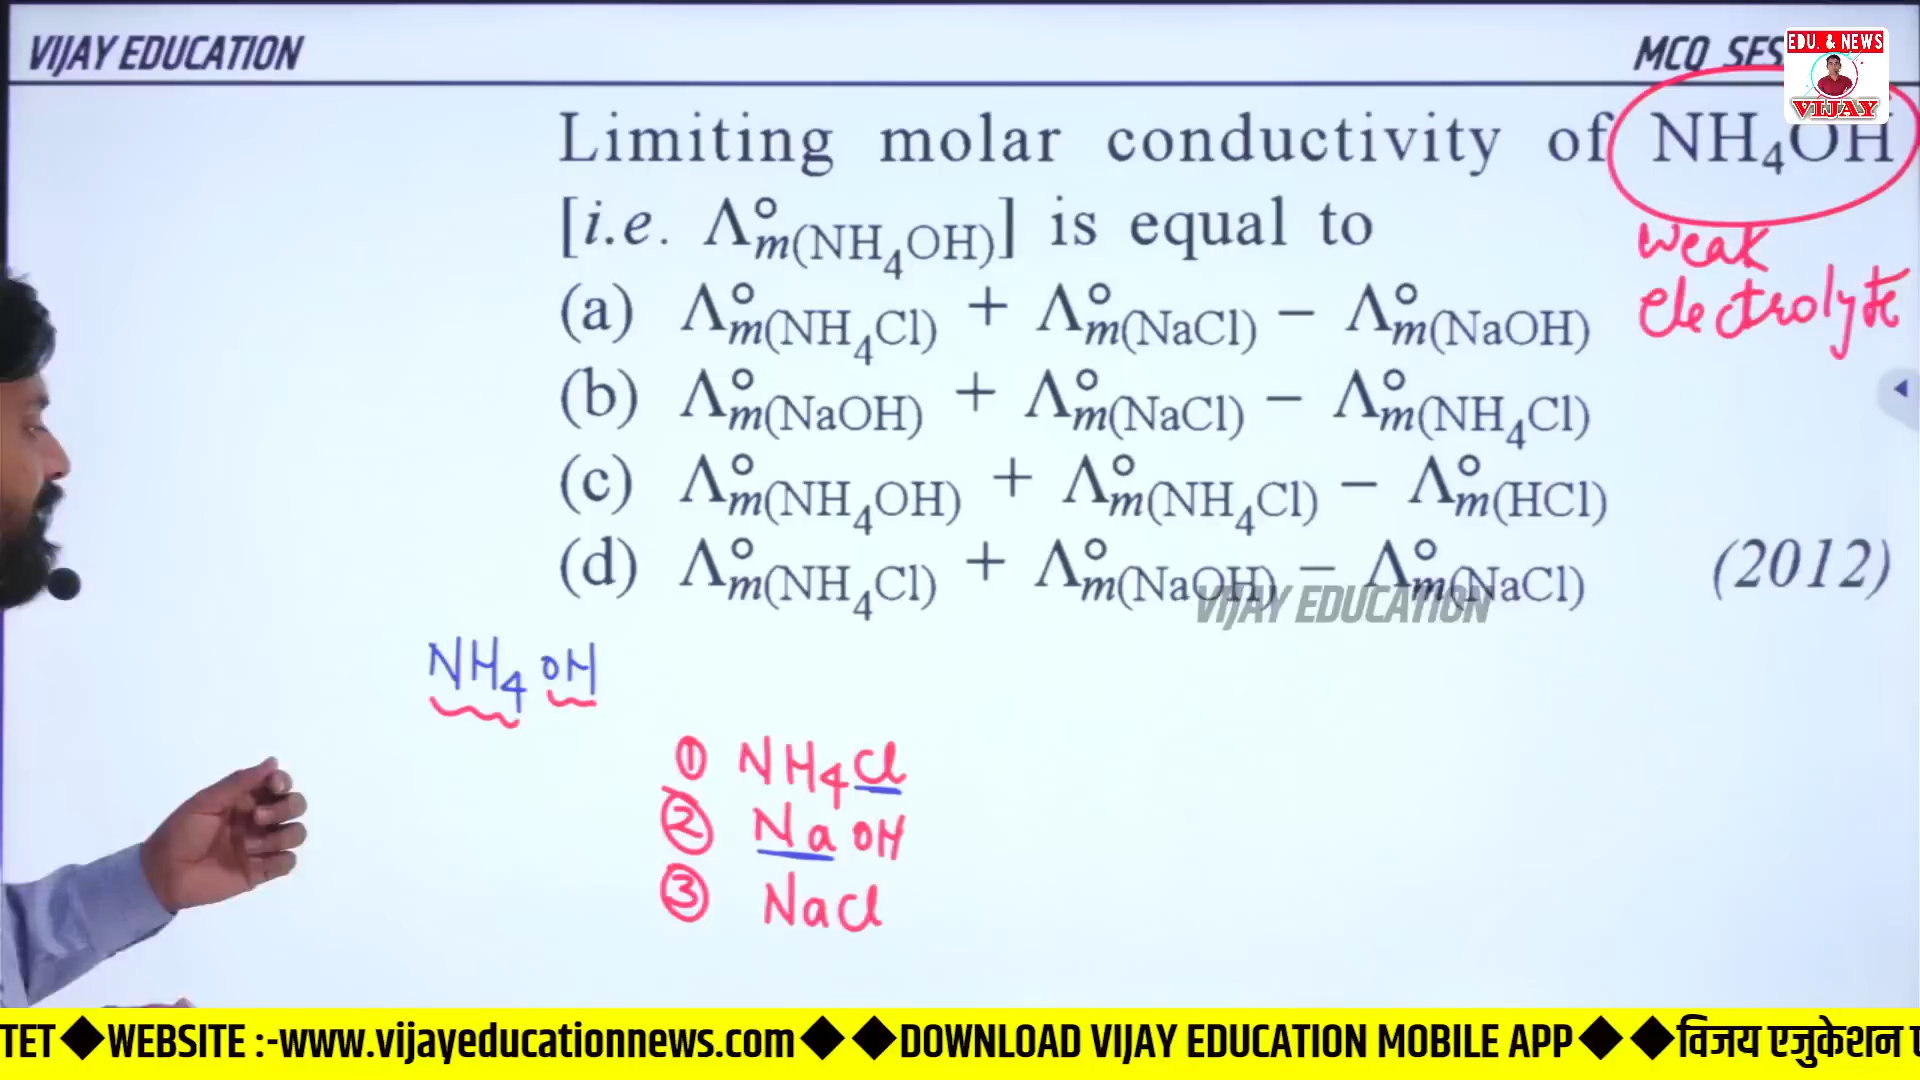 VIJAY EDUCATION
MCQ SES
EDU. & NEWS
VIJAY
Limiting molar conductivity of NH₄OH
[i.e. Λ°m(NH₄OH)] is equal to
weak
electrolyte
(a) Λ°m(NH₄Cl) + Λ°m(NaCl) − Λ°m(NaOH)
(b) Λ°m(NaOH) + Λ°m(NaCl) − Λ°m(NH₄Cl)
(c) Λ°m(NH₄OH) + Λ°m(NH₄Cl) − Λ°m(HCl)
(d) Λ°m(NH₄Cl) + Λ°m(NaOH) − Λ°m(NaCl) (2012)
VIJAY EDUCATION
NH₄OH
① NH₄Cl
② NaOH
③ NaCl
TET◆WEBSITE :-www.vijayeducationnews.com◆ ◆DOWNLOAD VIJAY EDUCATION MOBILE APP◆ ◆विजय एजुकेशन